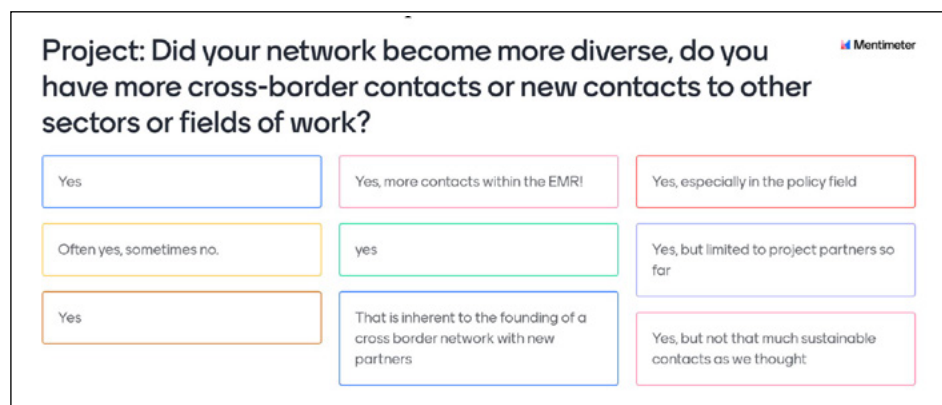 Project: Did your network become more diverse, do you
have more cross-border contacts or new contacts to other
sectors or fields of work?
Mentimeter
Yes
Yes, more contacts within the EMR!
Yes, especially in the policy field
Often yes, sometimes no.
yes
Yes, but limited to project partners so
far
Yes
That is inherent to the founding of a
cross border network with new
partners
Yes, but not that much sustainable
contacts as we thought